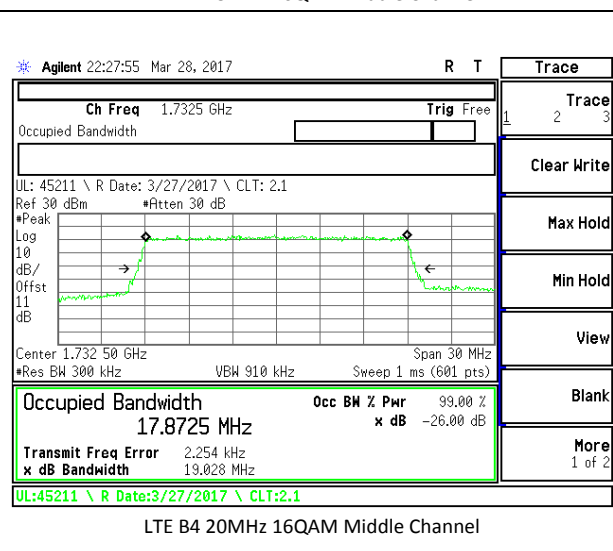 Agilent 22:27:55 Mar 28, 2017 R T
Trace
Ch Freq 1.7325 GHz Trig Free
Occupied Bandwidth
Trace
1 2 3
Clear Write
Max Hold
Min Hold
View
Blank
More
1 of 2
UL: 45211 \ R Date: 3/27/2017 \ CLT: 2.1
Ref 30 dBm #Atten 30 dB
#Peak
Log
10
dB/
Offst
11
dB
Center 1.732 50 GHz Span 30 MHz
#Res BW 300 kHz VBW 910 kHz Sweep 1 ms (601 pts)
Occupied Bandwidth Occ BW % Pwr 99.00 %
17.8725 MHz x dB -26.00 dB
Transmit Freq Error 2.254 kHz
x dB Bandwidth 19.028 MHz
UL:45211 \ R Date:3/27/2017 \ CLT:2.1
LTE B4 20MHz 16QAM Middle Channel